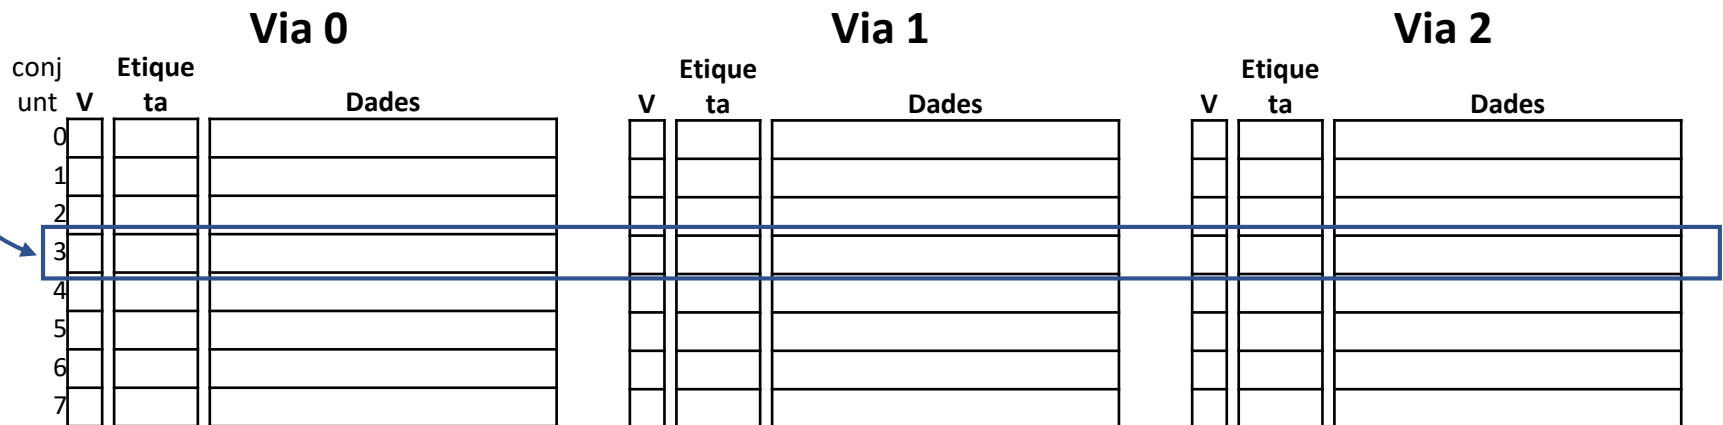 Via 0 Via 1 Via 2
conj Etique Etique Etique
unt V ta Dades V ta Dades V ta Dades
0
1
2
3
4
5
6
7